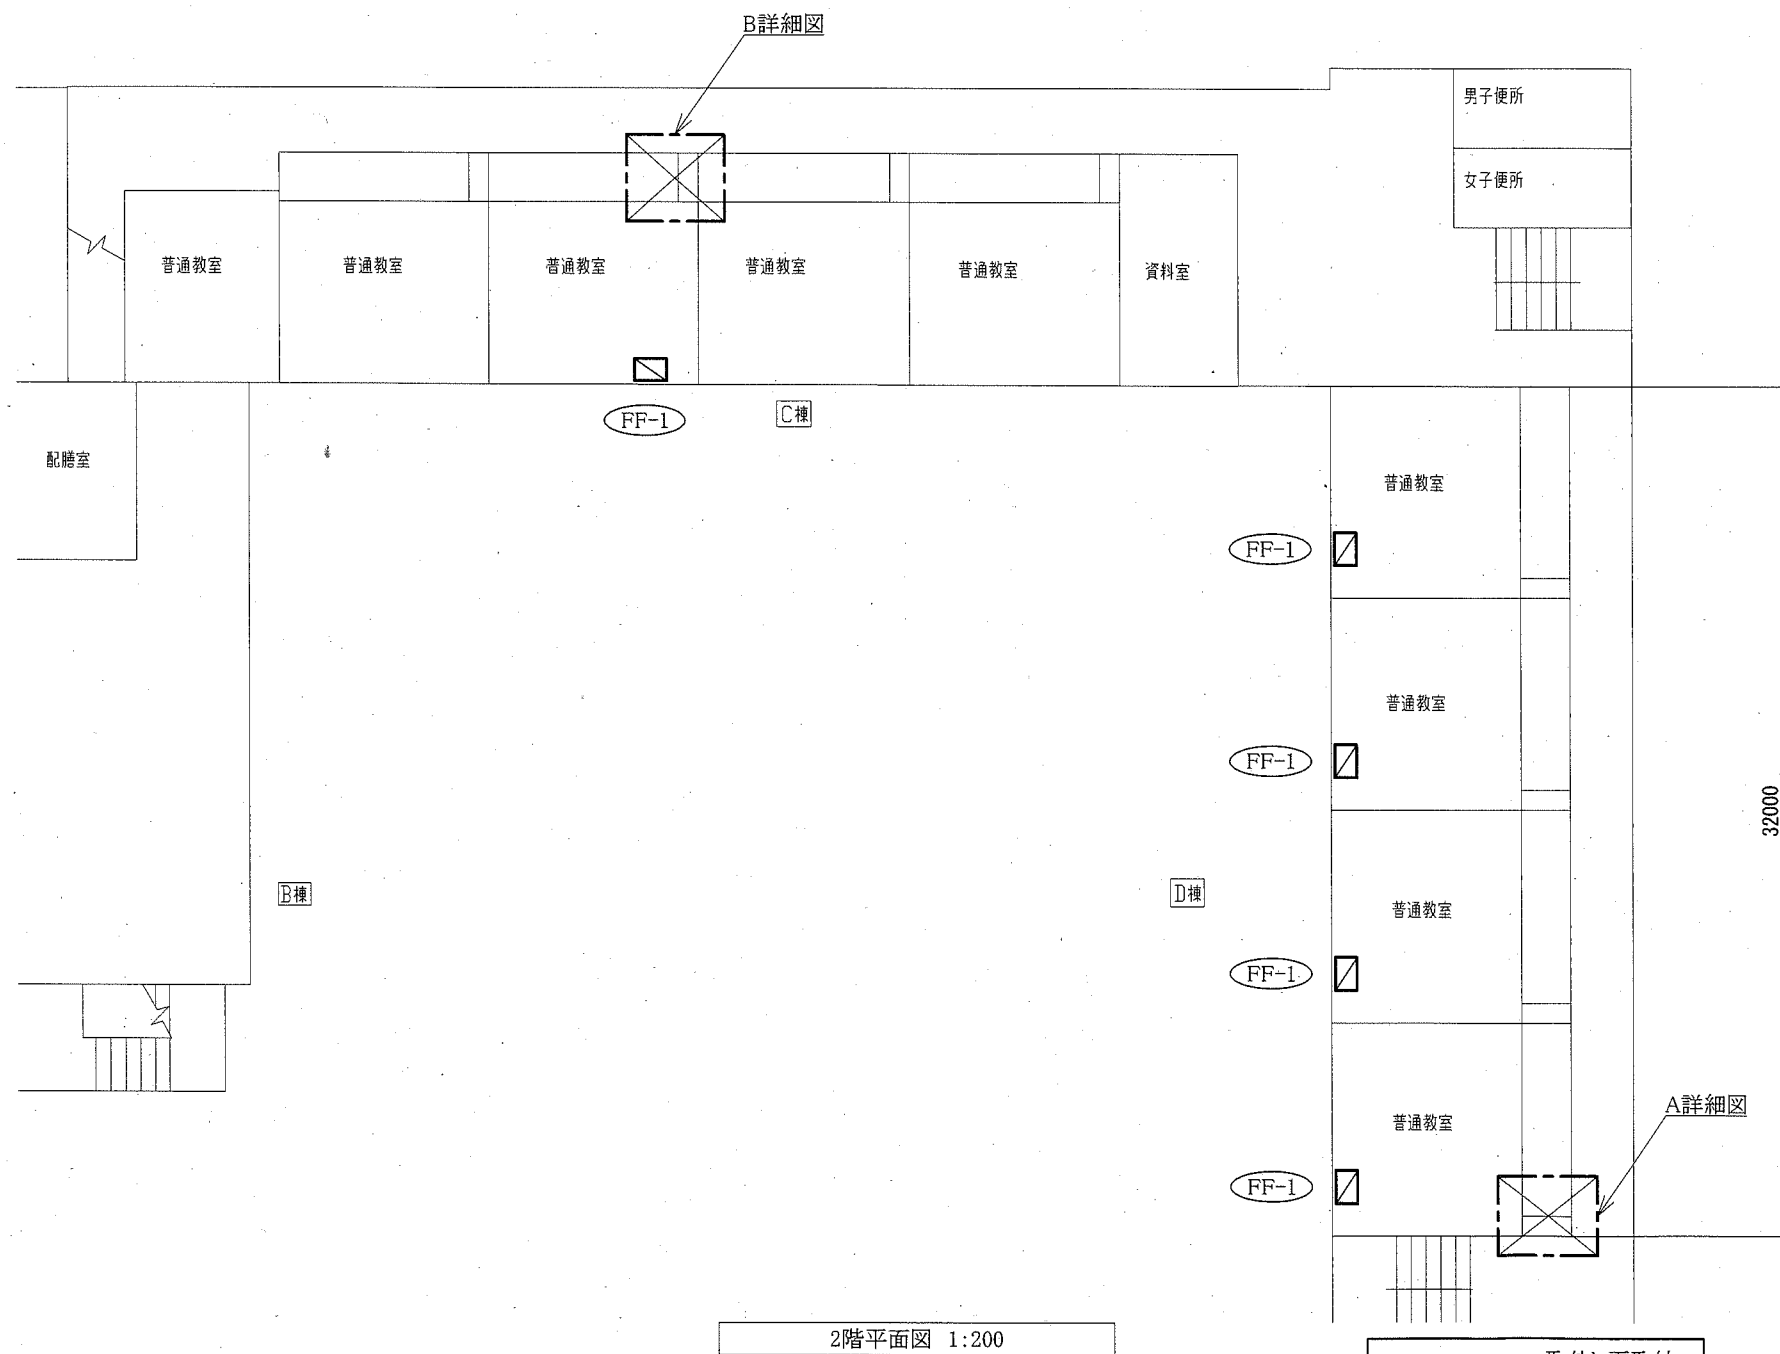 B詳細図
男子便所
女子便所
普通教室
普通教室
普通教室
普通教室
普通教室
資料室
FF-1
C棟
配膳室
普通教室
FF-1
普通教室
FF-1
32000
B棟
D棟
普通教室
FF-1
普通教室
A詳細図
FF-1
2階平面図 1:200